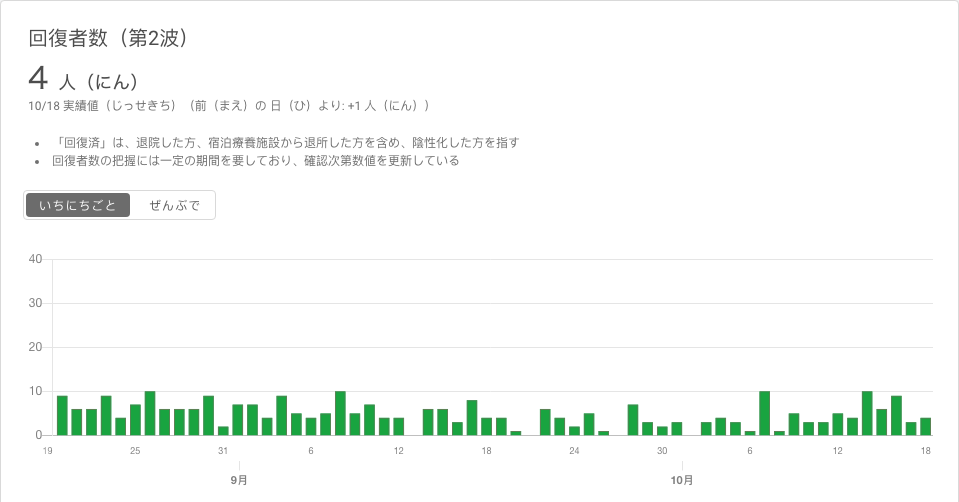 回復者数（第2波）
4 人（にん）
10/18 実績値（じっせきち）（前（まえ）の 日（ひ）より: +1 人（にん））
• 「回復済」は、退院した方、宿泊療養施設から退所した方を含め、陰性化した方を指す
• 回復者数の把握には一定の期間を要しており、確認次第数値を更新している
いちにちごと ぜんぶで
40
30
20
10
0
19 25 31 6 12 18 24 30 6 12 18
9月 10月